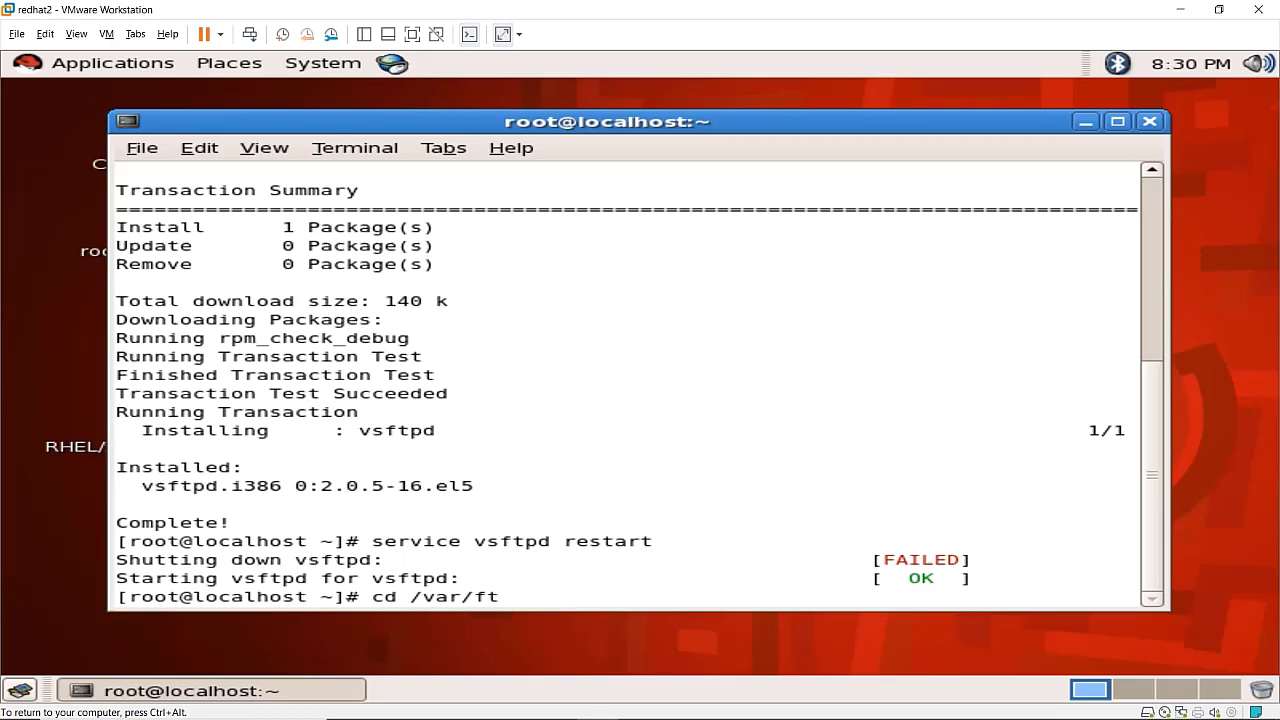 redhat2 - VMware Workstation
File Edit View VM Tabs Help
Applications Places System 8:30 PM
root@localhost:~
File Edit View Terminal Tabs Help
C
Transaction Summary
================================================================================
Install 1 Package(s)
Update 0 Package(s)
roo
Remove 0 Package(s)
Total download size: 140 k
Downloading Packages:
Running rpm_check_debug
Running Transaction Test
Finished Transaction Test
Transaction Test Succeeded
Running Transaction
Installing : vsftpd 1/1
RHEL/
Installed:
vsftpd.i386 0:2.0.5-16.el5
Complete!
[root@localhost ~]# service vsftpd restart
Shutting down vsftpd: [FAILED]
Starting vsftpd for vsftpd: [ OK ]
[root@localhost ~]# cd /var/ft
root@localhost:~
To return to your computer, press Ctrl+Alt.